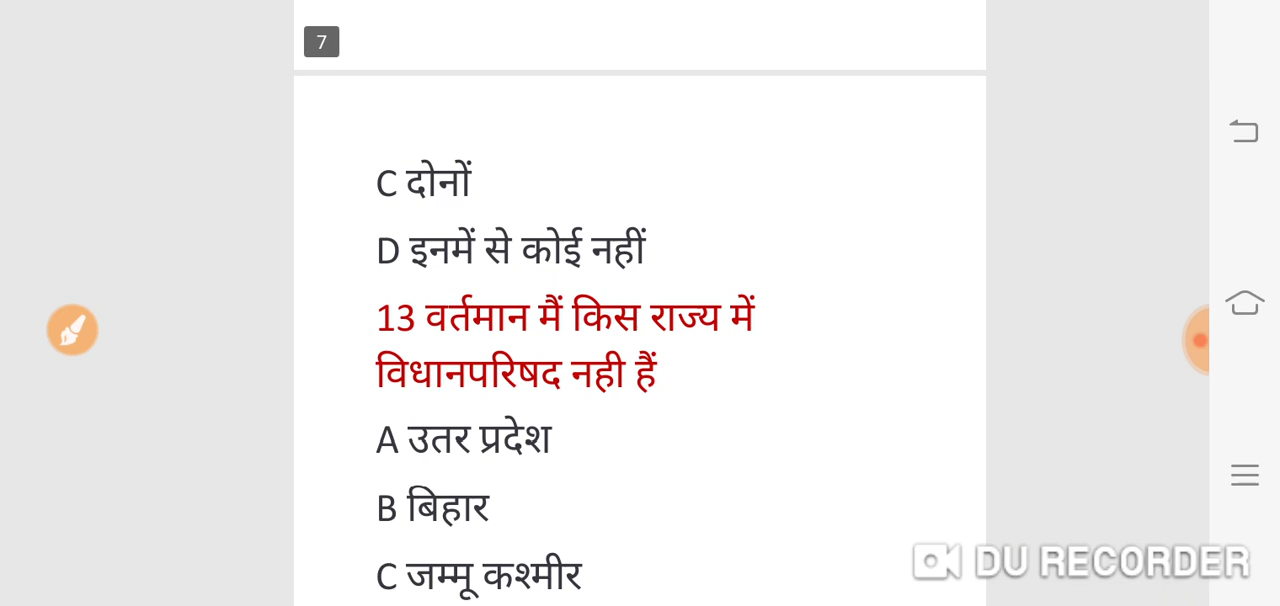 7
C दोनों
D इनमें से कोई नहीं
13 वर्तमान मैं किस राज्य में
विधानपरिषद नही हैं
A उतर प्रदेश
B बिहार
C जम्मू कश्मीर
DU RECORDER